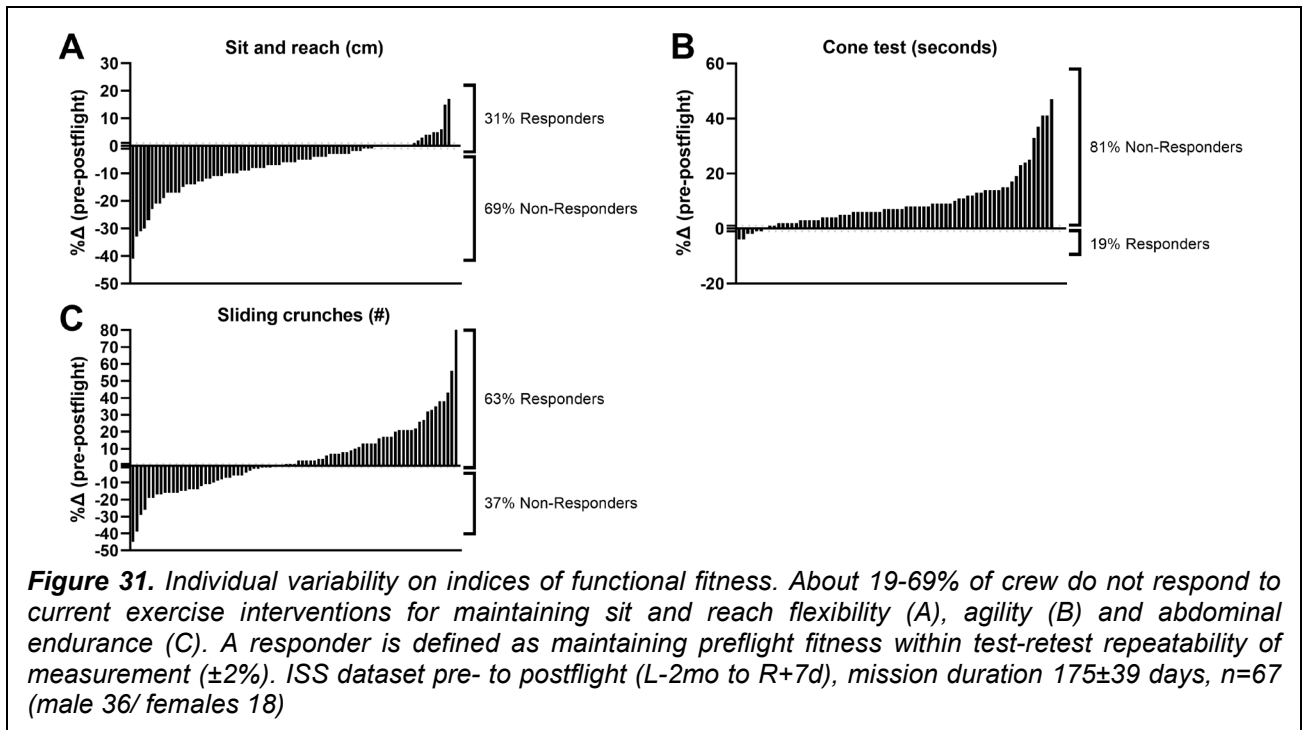 A
Sit and reach (cm)
30
20
10
0
-10
-20
-30
-40
-50
%Δ (pre-postflight)
31% Responders
69% Non-Responders
B
Cone test (seconds)
60
40
20
0
-20
%Δ (pre-postflight)
81% Non-Responders
19% Responders
C
Sliding crunches (#)
80
70
60
50
40
30
20
10
0
-10
-20
-30
-40
-50
%Δ (pre-postflight)
63% Responders
37% Non-Responders
Figure 31. Individual variability on indices of functional fitness. About 19-69% of crew do not respond to
current exercise interventions for maintaining sit and reach flexibility (A), agility (B) and abdominal
endurance (C). A responder is defined as maintaining preflight fitness within test-retest repeatability of
measurement (±2%). ISS dataset pre- to postflight (L-2mo to R+7d), mission duration 175±39 days, n=67
(male 36/ females 18)